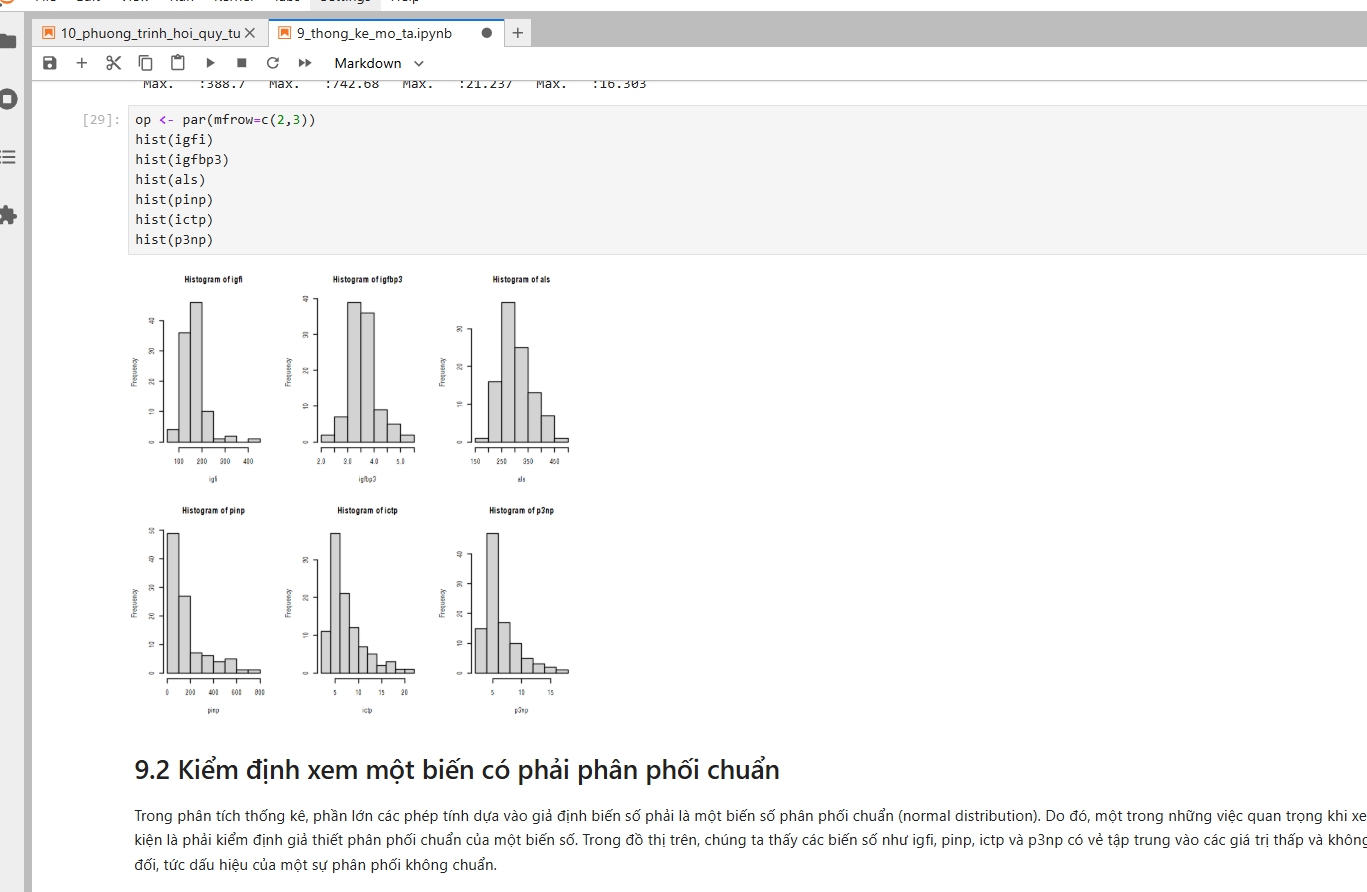 10_phuong_trinh_hoi_quy_tu
9_thong_ke_mo_ta.ipynb
Markdown
Max. :388.7 Max. :742.68 Max. :21.237 Max. :16.303
[29]:
op <- par(mfrow=c(2,3))
hist(igfi)
hist(igfbp3)
hist(als)
hist(pinp)
hist(ictp)
hist(p3np)
Histogram of igfi
Frequency
0 10 20 30 40
100 200 300 400
igfi
Histogram of igfbp3
Frequency
0 10 20 30 40
2.0 3.0 4.0 5.0
igfbp3
Histogram of als
Frequency
0 10 20 30
150 250 350 450
als
Histogram of pinp
Frequency
0 10 20 30 40 50
0 200 400 600 800
pinp
Histogram of ictp
Frequency
0 10 20 30
5 10 15 20
ictp
Histogram of p3np
Frequency
0 10 20 30 40
5 10 15
p3np
9.2 Kiểm định xem một biến có phải phân phối chuẩn
Trong phân tích thống kê, phần lớn các phép tính dựa vào giả định biến số phải là một biến số phân phối chuẩn (normal distribution). Do đó, một trong những việc quan trọng khi xe
kiện là phải kiểm định giả thiết phân phối chuẩn của một biến số. Trong đồ thị trên, chúng ta thấy các biến số như igfi, pinp, ictp và p3np có vẻ tập trung vào các giá trị thấp và không
đối, tức dấu hiệu của một sự phân phối không chuẩn.